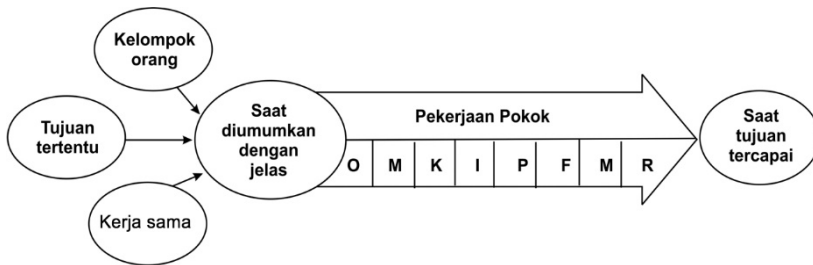 Kelompok
orang
Tujuan
tertentu
Kerja sama
Saat
diumumkan
dengan
jelas
Pekerjaan Pokok
O M K I P F M R
Saat
tujuan
tercapai